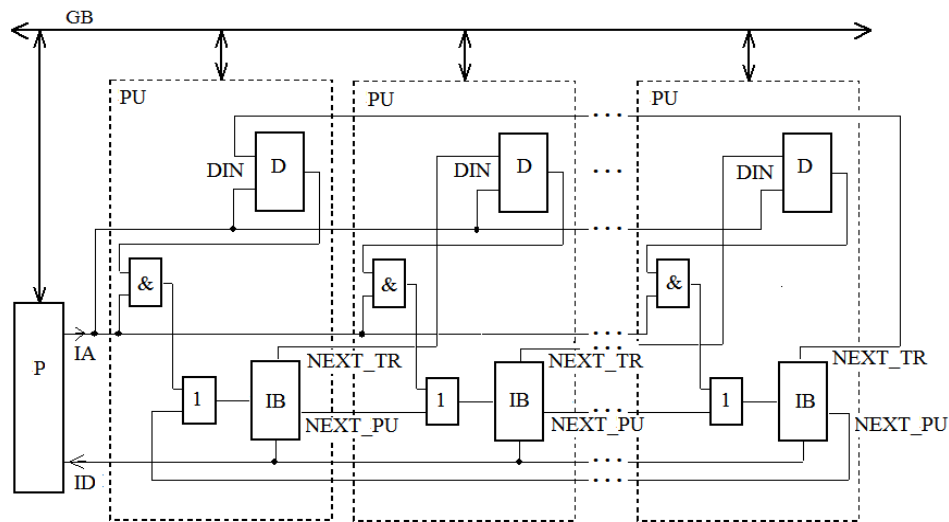 GB
PU PU PU
DIN D DIN D DIN D
& & &
P
IA
NEXT_TR NEXT_TR NEXT_TR
1 IB 1 IB 1 IB
NEXT_PU NEXT_PU NEXT_PU
ID